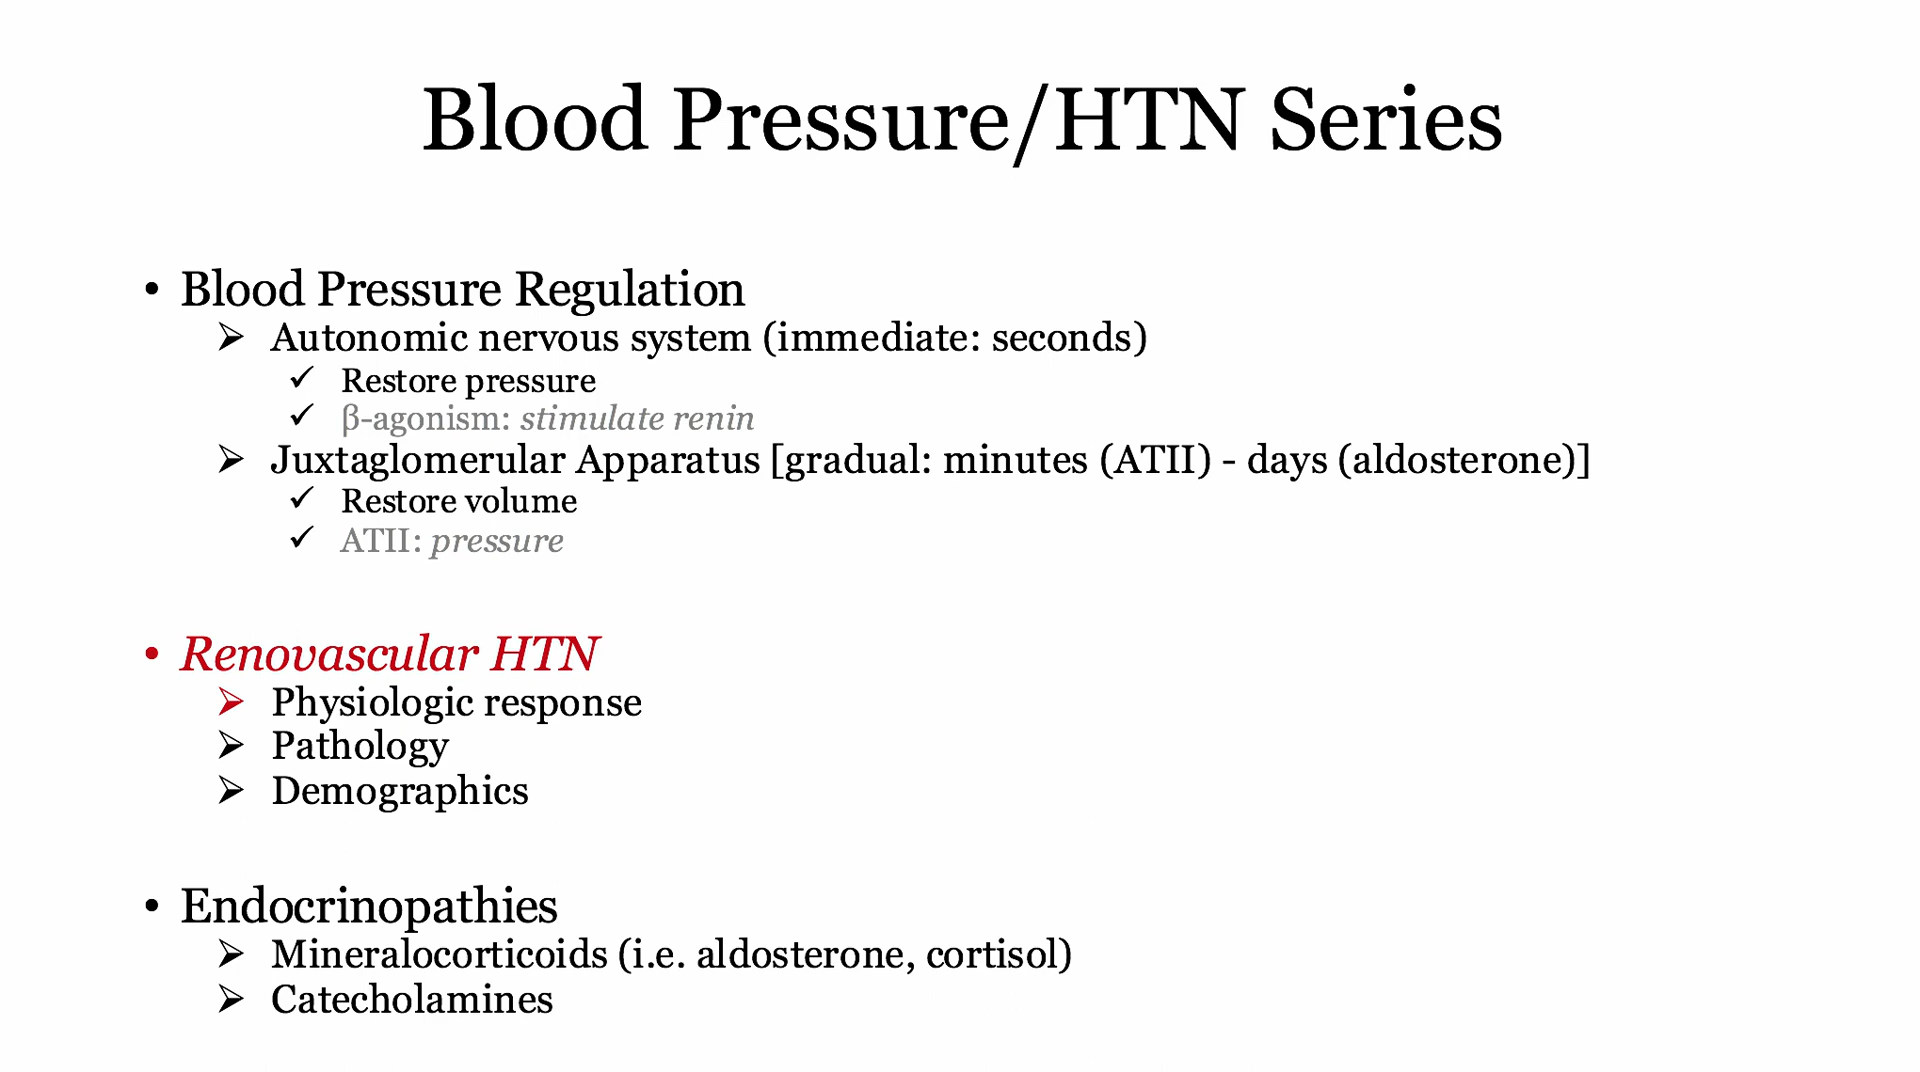 Blood Pressure/HTN Series
• Blood Pressure Regulation
➢ Autonomic nervous system (immediate: seconds)
✓ Restore pressure
✓ β-agonism: stimulate renin
➢ Juxtaglomerular Apparatus [gradual: minutes (ATII) - days (aldosterone)]
✓ Restore volume
✓ ATII: pressure
• Renovascular HTN
➢ Physiologic response
➢ Pathology
➢ Demographics
• Endocrinopathies
➢ Mineralocorticoids (i.e. aldosterone, cortisol)
➢ Catecholamines